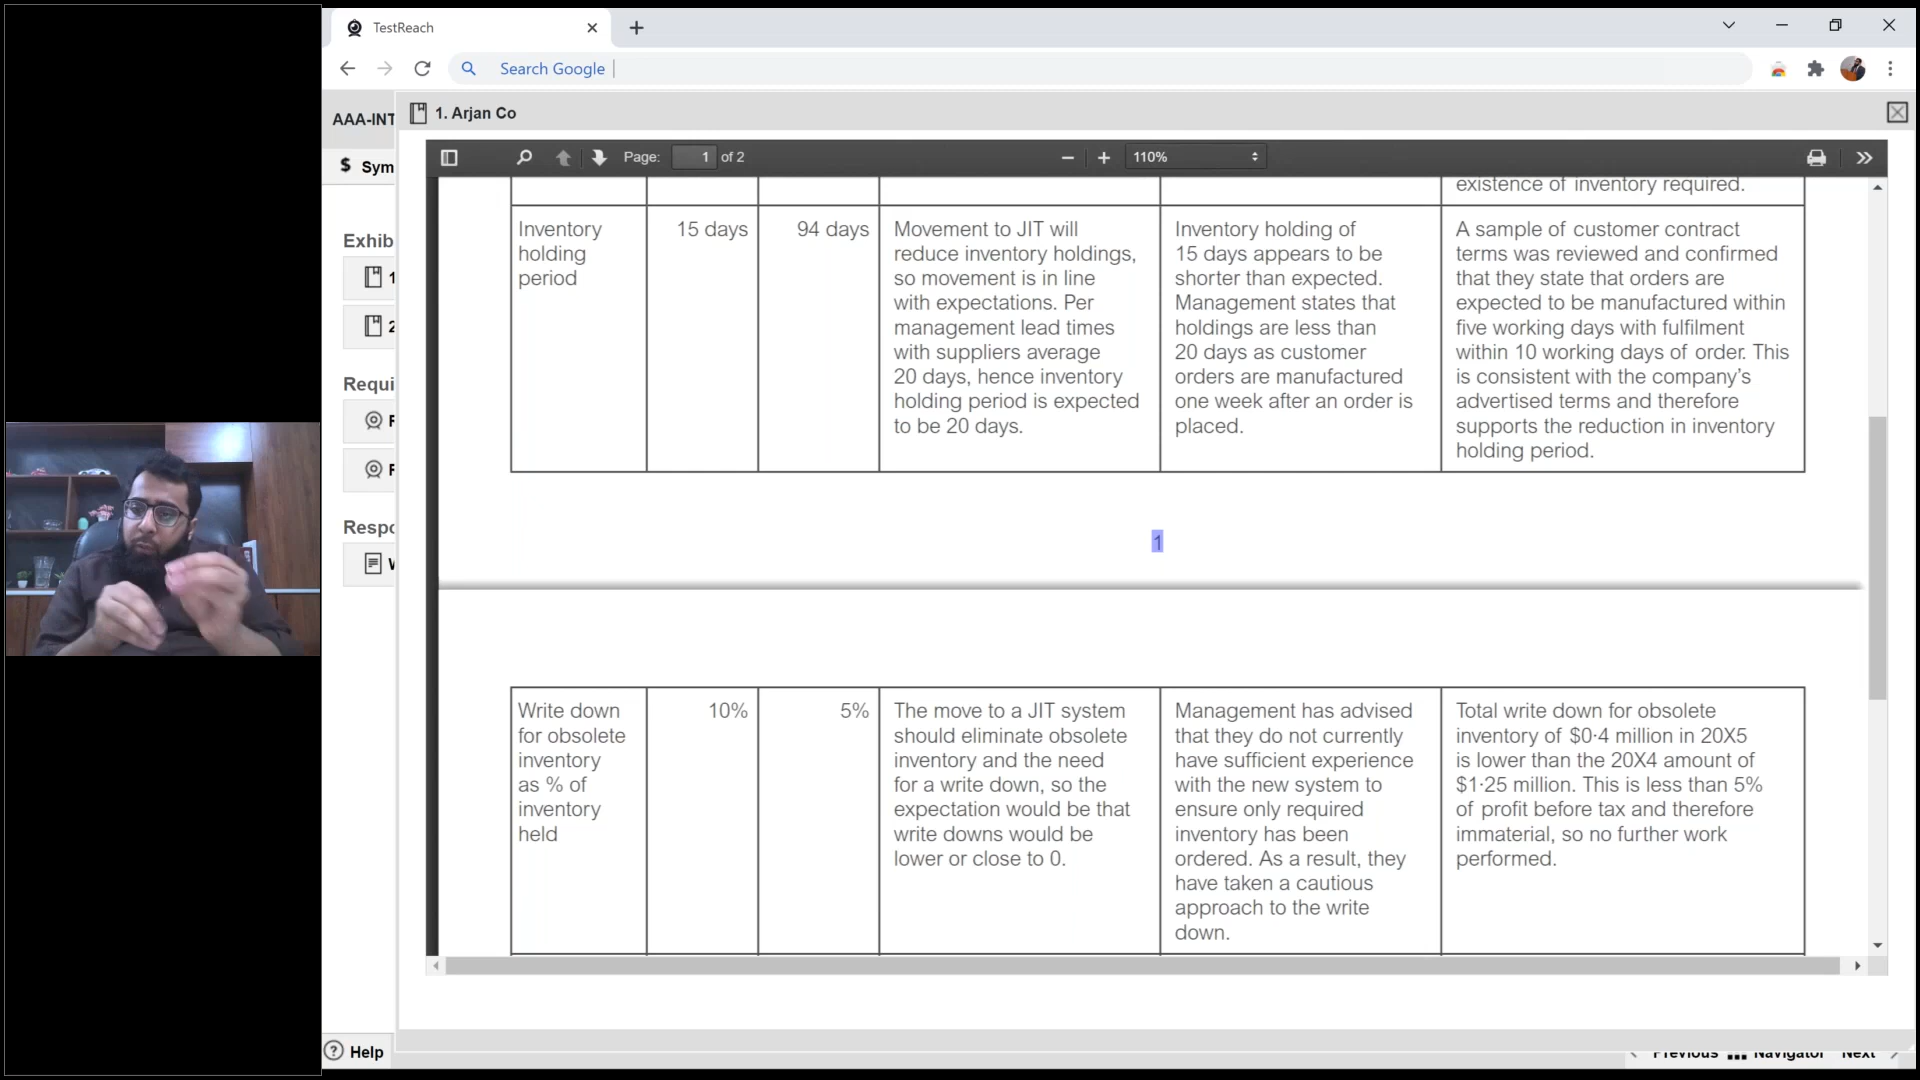 TestReach
Search Google
AAA-INT
1. Arjan Co
$ Sym
Page: 1 of 2
110%
Exhib
1
2
Requi
F
F
Respo
W
existence of inventory required.
Inventory
holding
period
15 days
94 days
Movement to JIT will
reduce inventory holdings,
so movement is in line
with expectations. Per
management lead times
with suppliers average
20 days, hence inventory
holding period is expected
to be 20 days.
Inventory holding of
15 days appears to be
shorter than expected.
Management states that
holdings are less than
20 days as customer
orders are manufactured
one week after an order is
placed.
A sample of customer contract
terms was reviewed and confirmed
that they state that orders are
expected to be manufactured within
five working days with fulfilment
within 10 working days of order. This
is consistent with the company’s
advertised terms and therefore
supports the reduction in inventory
holding period.
1
Write down
for obsolete
inventory
as % of
inventory
held
10%
5%
The move to a JIT system
should eliminate obsolete
inventory and the need
for a write down, so the
expectation would be that
write downs would be
lower or close to 0.
Management has advised
that they do not currently
have sufficient experience
with the new system to
ensure only required
inventory has been
ordered. As a result, they
have taken a cautious
approach to the write
down.
Total write down for obsolete
inventory of $0·4 million in 20X5
is lower than the 20X4 amount of
$1·25 million. This is less than 5%
of profit before tax and therefore
immaterial, so no further work
performed.
Help
Previous
Navigator
Next